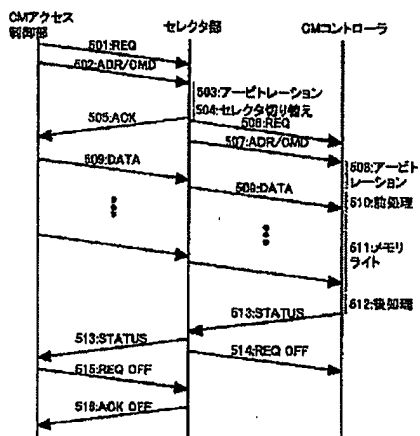 CMアクセス
制御部
セレクタ部
CMコントローラ
501:REQ
502:ADR/CMD
503:アービトレーション
504:セレクタ切り替え
505:ACK
506:REQ
507:ADR/CMD
508:アービト
レーション
509:DATA
509:DATA
510:前処理
511:メモリ
ライト
512:後処理
513:STATUS
513:STATUS
514:REQ OFF
515:REQ OFF
516:ACK OFF